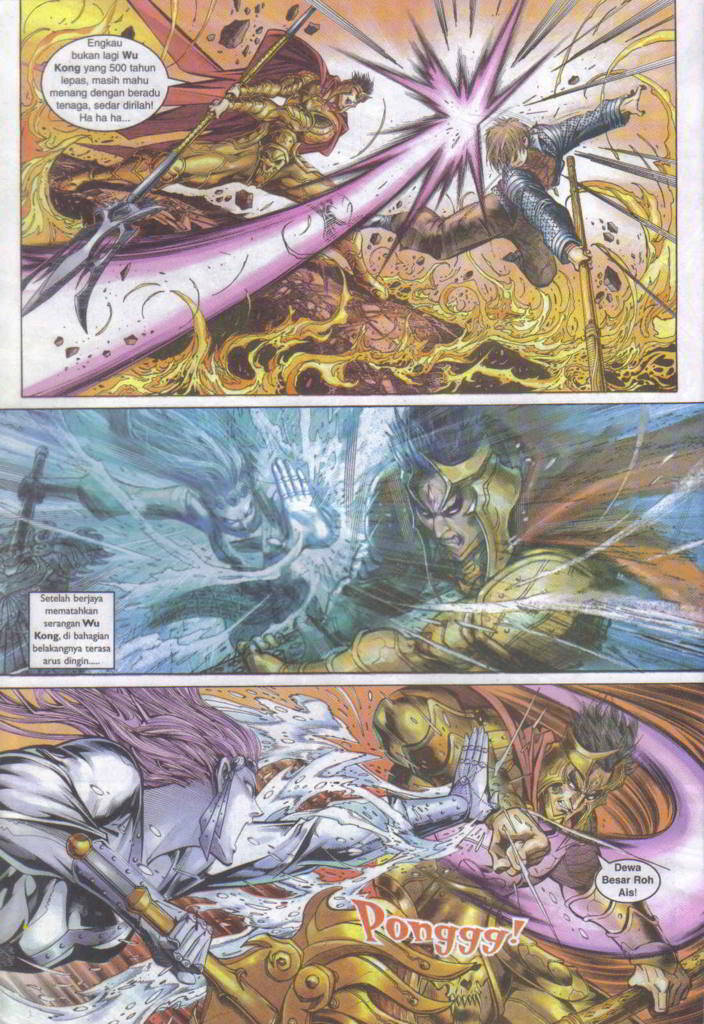 Engkau
bukan lagi Wu
Kong yang 500 tahun
lepas, masih mahu
menang dengan beradu
tenaga, sedar dirilah!
Ha ha ha...
Setelah berjaya
mematahkan
serangan Wu
Kong, di bahagian
belakangnya terasa
arus dingin.....
Dewa
Besar Roh
Ais!
Ponggg!